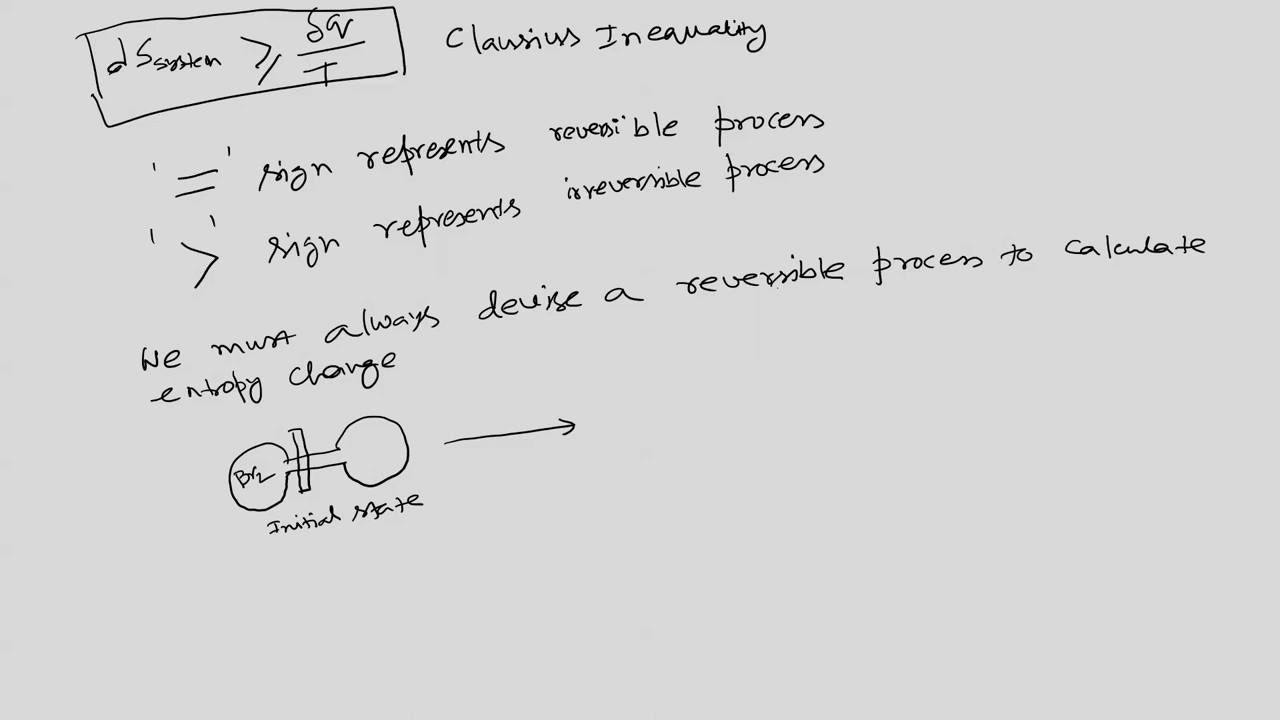 dS_system ≥ δq/T Clausius Inequality
'=' sign represents reversible process
'>' sign represents irreversible process
We must always devise a reversible process to calculate
entropy change
Br₂
Initial state